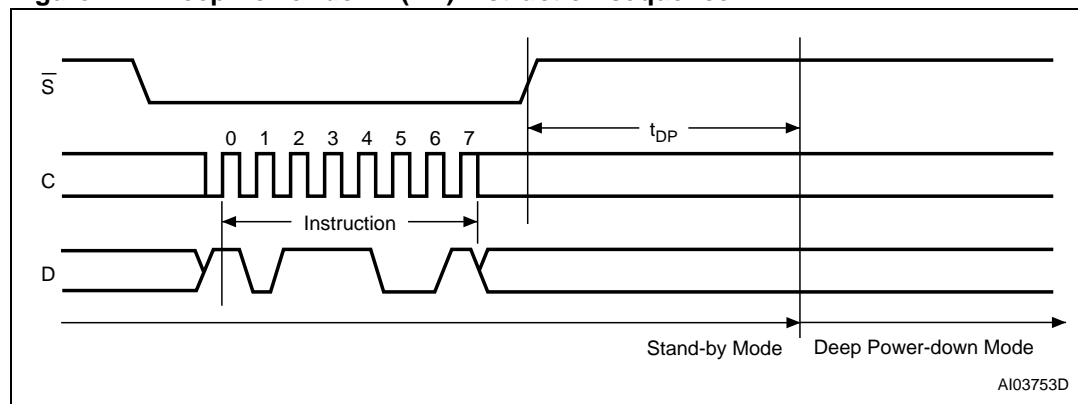 S
tDP
0 1 2 3 4 5 6 7
C
Instruction
D
Stand-by Mode Deep Power-down Mode
AI03753D